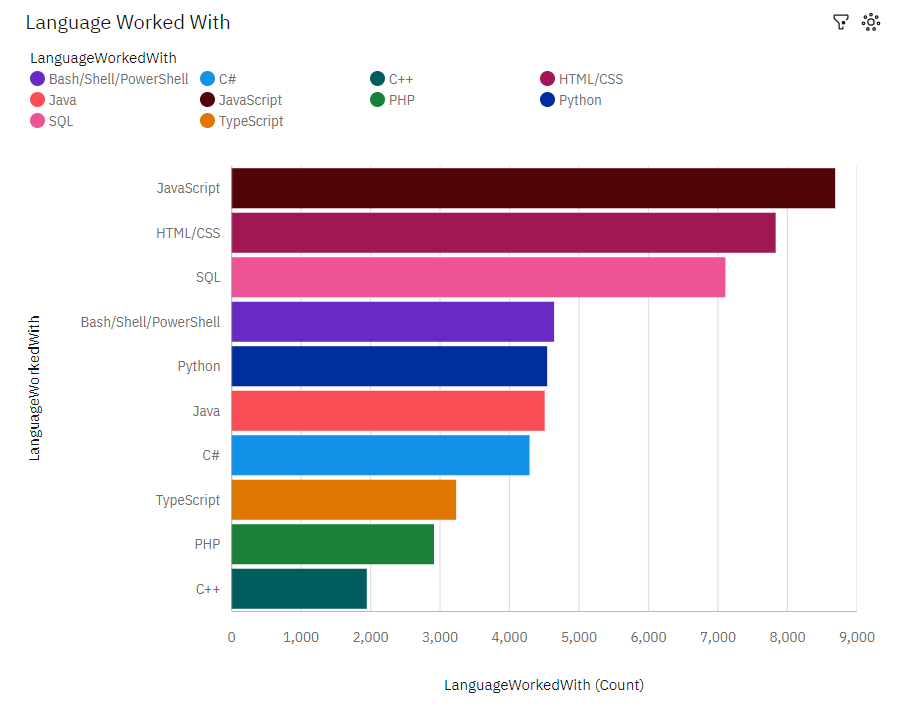 Language Worked With
LanguageWorkedWith
Bash/Shell/PowerShell C# C++ HTML/CSS
Java JavaScript PHP Python
SQL TypeScript
JavaScript
HTML/CSS
SQL
Bash/Shell/PowerShell
Python
Java
C#
TypeScript
PHP
C++
LanguageWorkedWith
0 1,000 2,000 3,000 4,000 5,000 6,000 7,000 8,000 9,000
LanguageWorkedWith (Count)